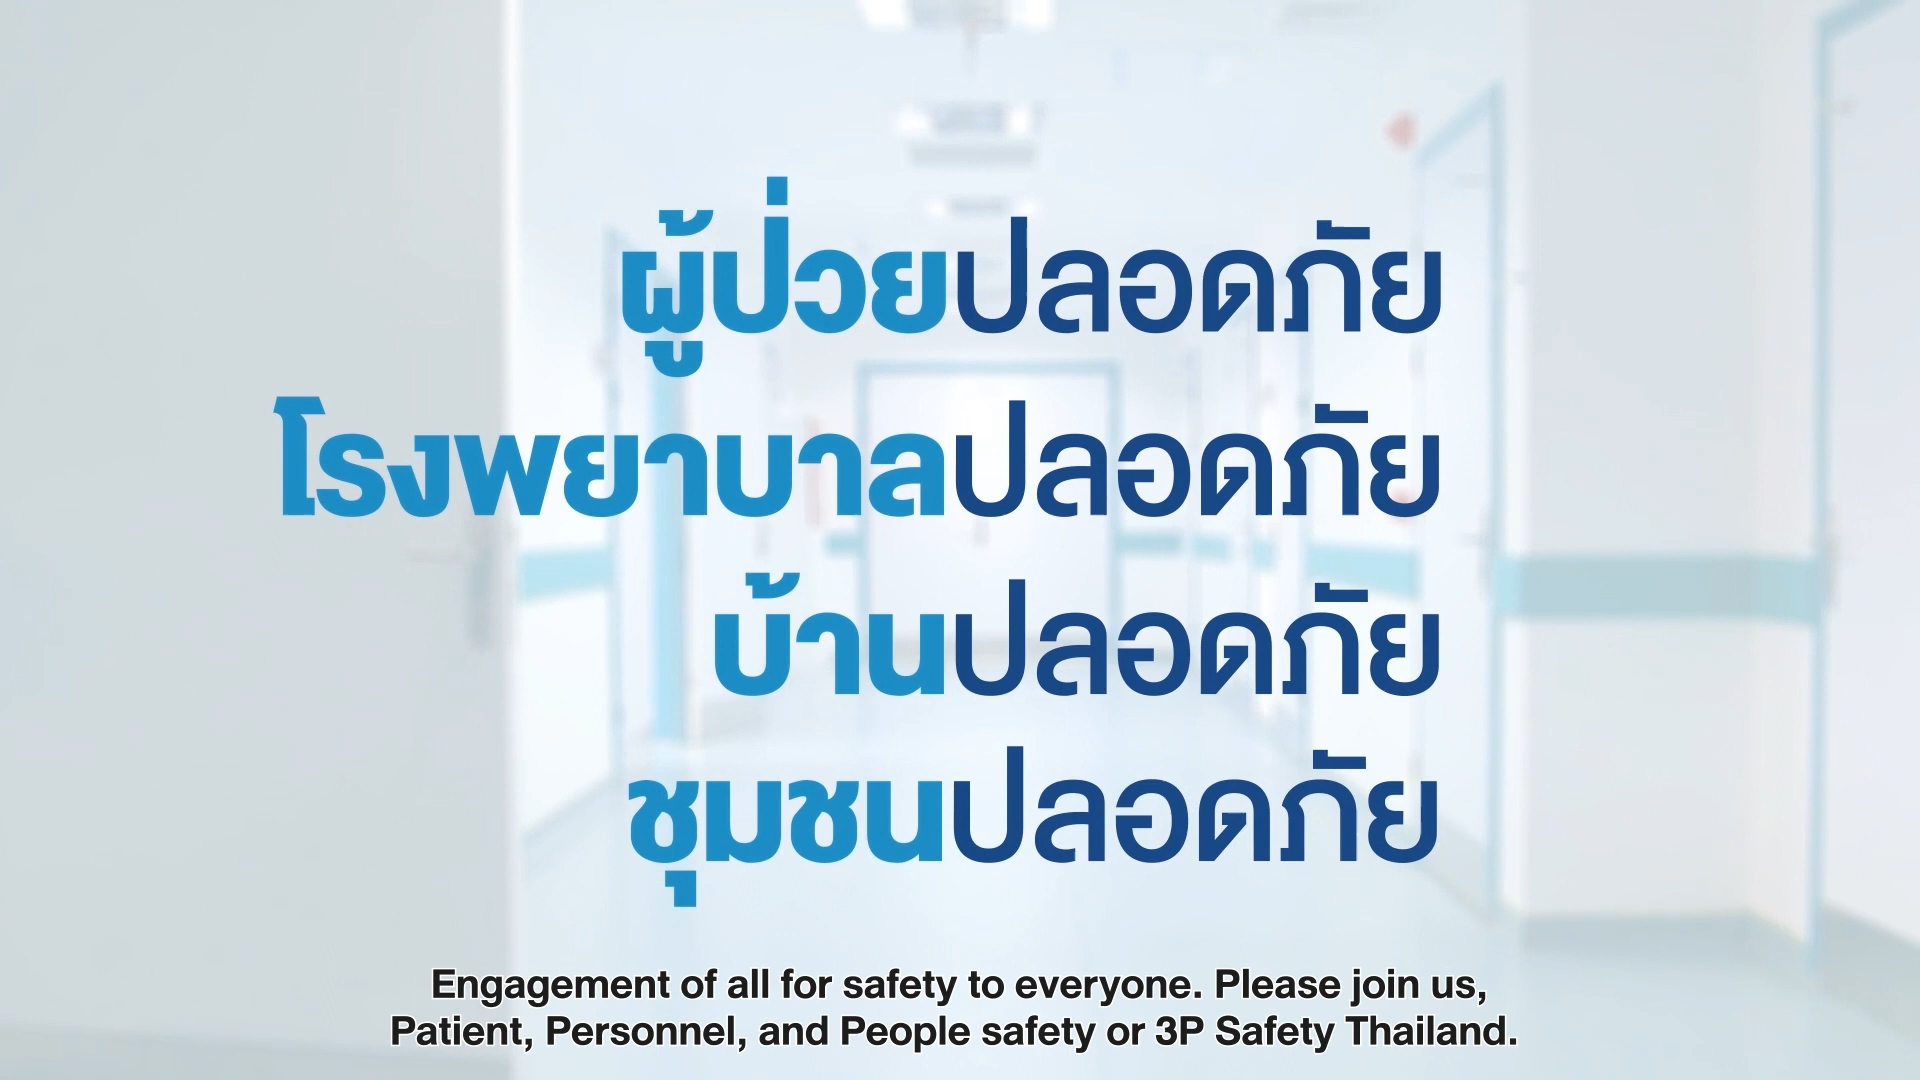 ผู้ป่วยปลอดภัย
โรงพยาบาลปลอดภัย
บ้านปลอดภัย
ชุมชนปลอดภัย
Engagement of all for safety to everyone. Please join us,
Patient, Personnel, and People safety or 3P Safety Thailand.